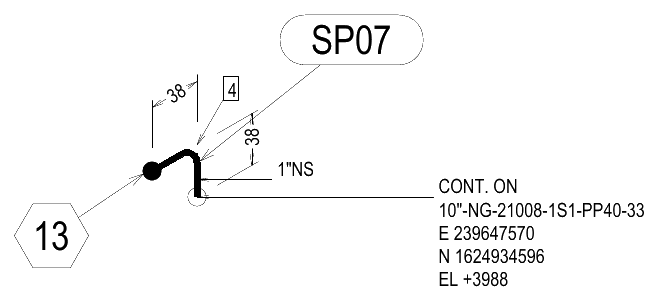 SP07
38
4
38
1"NS
13
CONT. ON
10"-NG-21008-1S1-PP40-33
E 239647570
N 1624934596
EL +3988